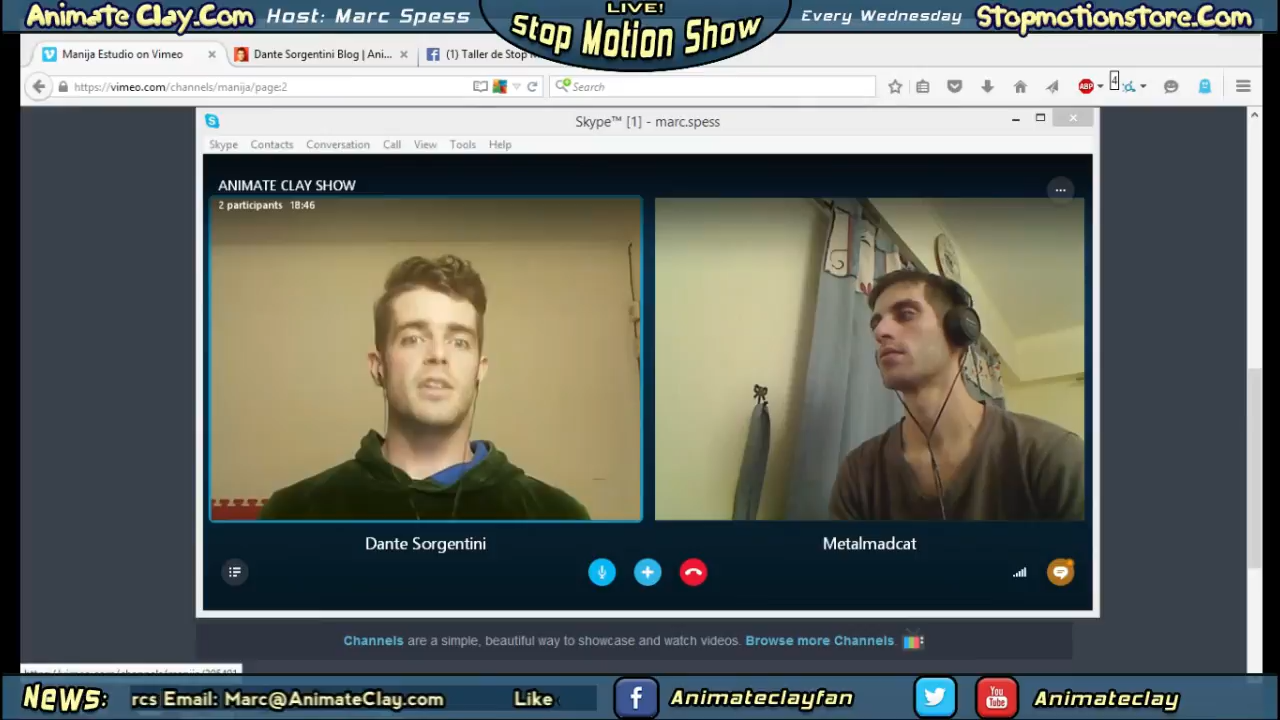 Animate Clay.Com
Host: Marc Spess
LIVE!
Stop Motion Show
Every Wednesday
Stopmotionstore.Com
Manija Estudio on Vimeo
Dante Sorgentini Blog | Ani...
(1) Taller de Stop
https://vimeo.com/channels/manija/page:2
Search
ABP
4
Skype™ [1] - marc.spess
Skype Contacts Conversation Call View Tools Help
ANIMATE CLAY SHOW
2 participants 18:46
Dante Sorgentini
Metalmadcat
Channels are a simple, beautiful way to showcase and watch videos. Browse more Channels.
News:
rcs Email: Marc@AnimateClay.com
Like
Animateclayfan
You Tube
Animateclay